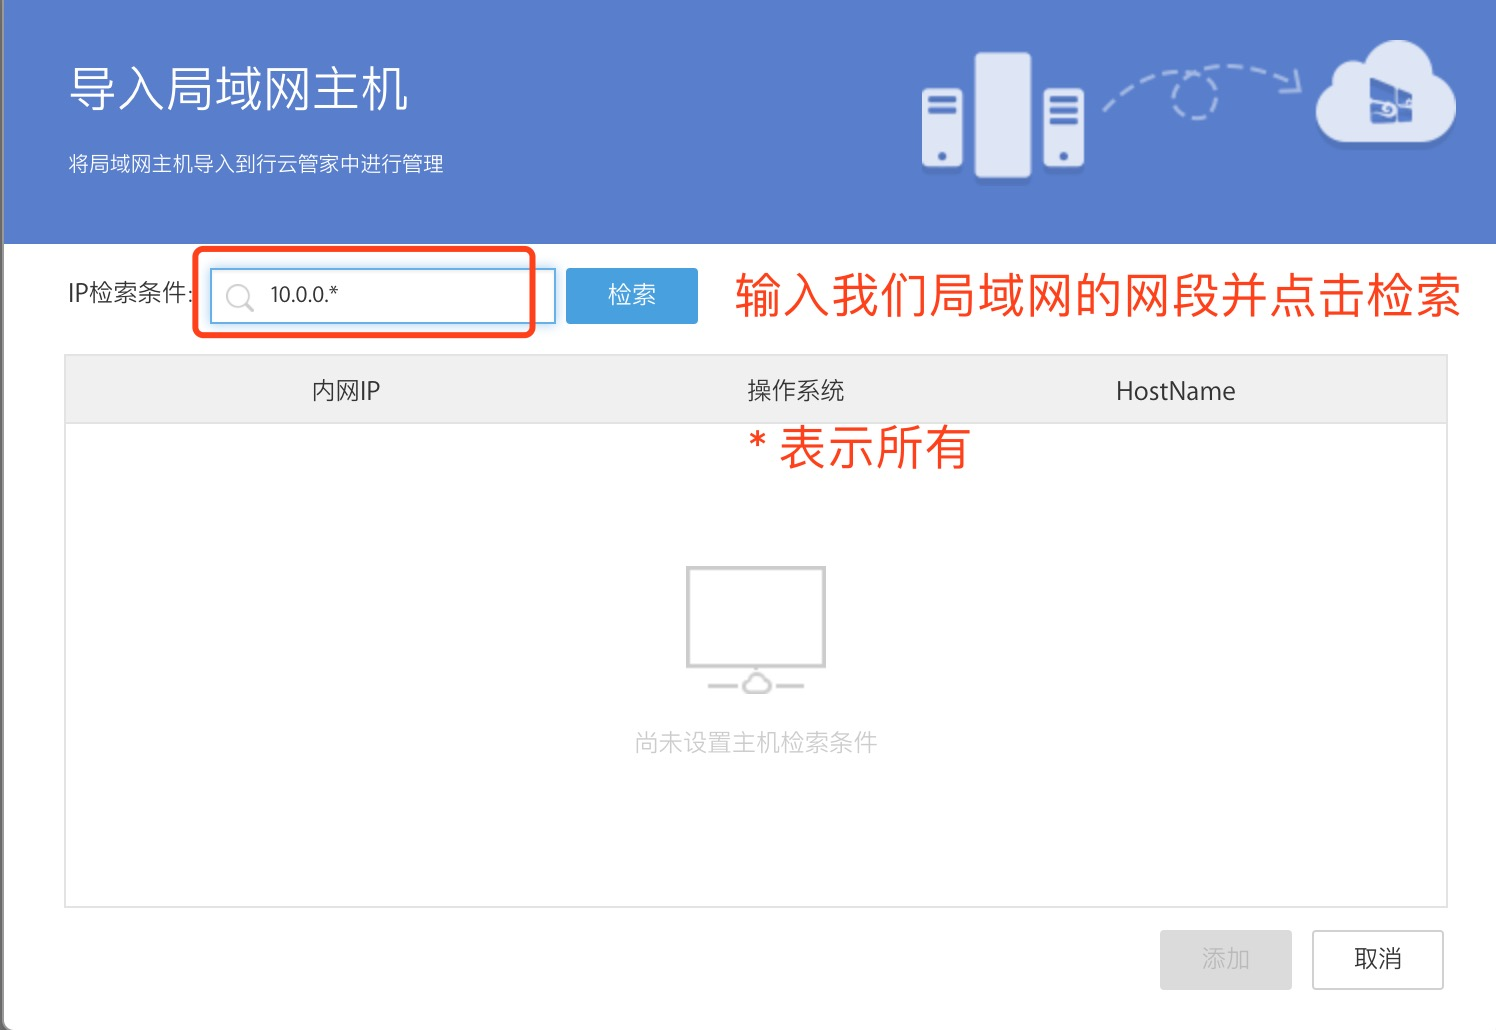 导入局域网主机
将局域网主机导入到行云管家中进行管理
IP检索条件: 10.0.0.* 检索 输入我们局域网的网段并点击检索
内网IP 操作系统 HostName
* 表示所有
尚未设置主机检索条件
添加 取消